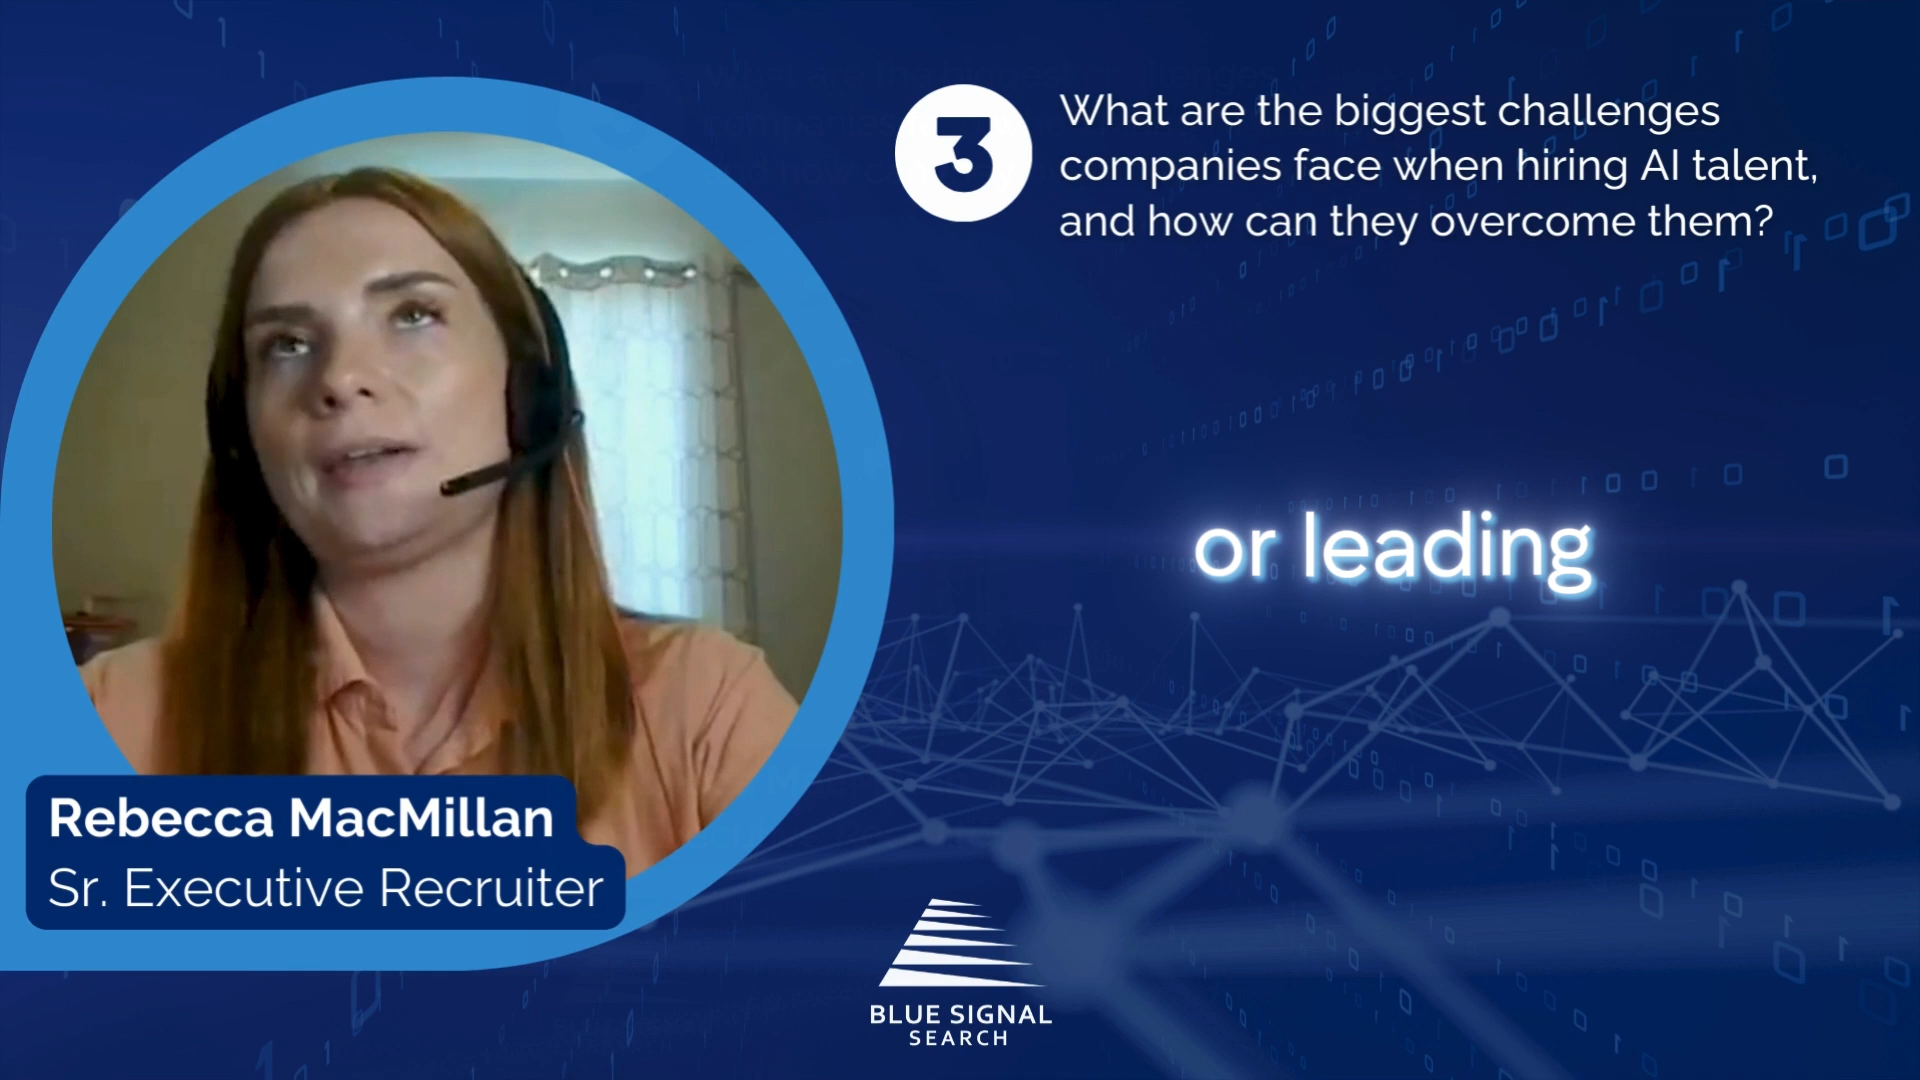 3
What are the biggest challenges
companies face when hiring AI talent,
and how can they overcome them?
or leading
Rebecca MacMillan
Sr. Executive Recruiter
BLUE SIGNAL
SEARCH